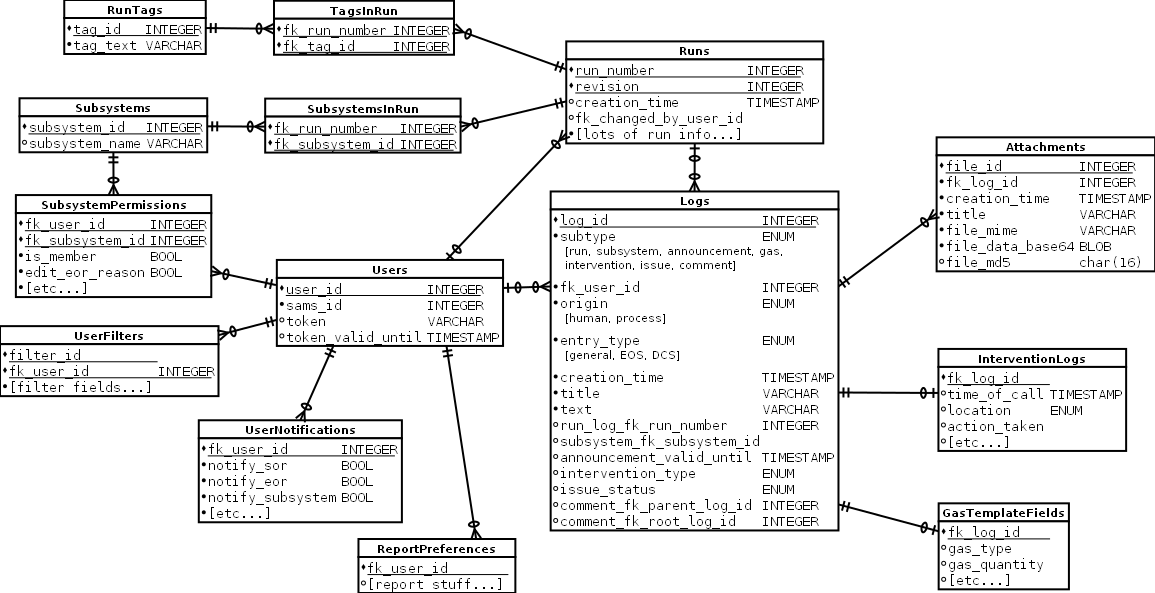 RunTags
tag_id INTEGER
tag_text VARCHAR
TagsInRun
fk_run_number INTEGER
fk_tag_id INTEGER
Runs
run_number INTEGER
revision INTEGER
creation_time TIMESTAMP
fk_changed_by_user_id
[lots of run info...]
Subsystems
subsystem_id INTEGER
subsystem_name VARCHAR
SubsystemsInRun
fk_run_number INTEGER
fk_subsystem_id INTEGER
Attachments
file_id INTEGER
fk_log_id INTEGER
creation_time TIMESTAMP
title VARCHAR
file_mime VARCHAR
file_data_base64 BLOB
file_md5 char(16)
SubsystemPermissions
fk_user_id INTEGER
fk_subsystem_id INTEGER
is_member BOOL
edit_eor_reason BOOL
[etc...]
Logs
log_id INTEGER
subtype ENUM
[run, subsystem, announcement, gas,
intervention, issue, comment]
fk_user_id INTEGER
origin ENUM
[human, process]
entry_type ENUM
[general, EOS, DCS]
creation_time TIMESTAMP
title VARCHAR
text VARCHAR
run_log_fk_run_number INTEGER
subsystem_fk_subsystem_id
announcement_valid_until TIMESTAMP
intervention_type ENUM
issue_status ENUM
comment_fk_parent_log_id INTEGER
comment_fk_root_log_id INTEGER
Users
user_id INTEGER
sams_id INTEGER
token VARCHAR
token_valid_until TIMESTAMP
UserFilters
filter_id
fk_user_id INTEGER
[filter fields...]
InterventionLogs
fk_log_id
time_of_call TIMESTAMP
location ENUM
action_taken
[etc...]
UserNotifications
fk_user_id INTEGER
notify_sor BOOL
notify_eor BOOL
notify_subsystem BOOL
[etc...]
GasTemplateFields
fk_log_id
gas_type
gas_quantity
[etc...]
ReportPreferences
fk_user_id
[report stuff...]